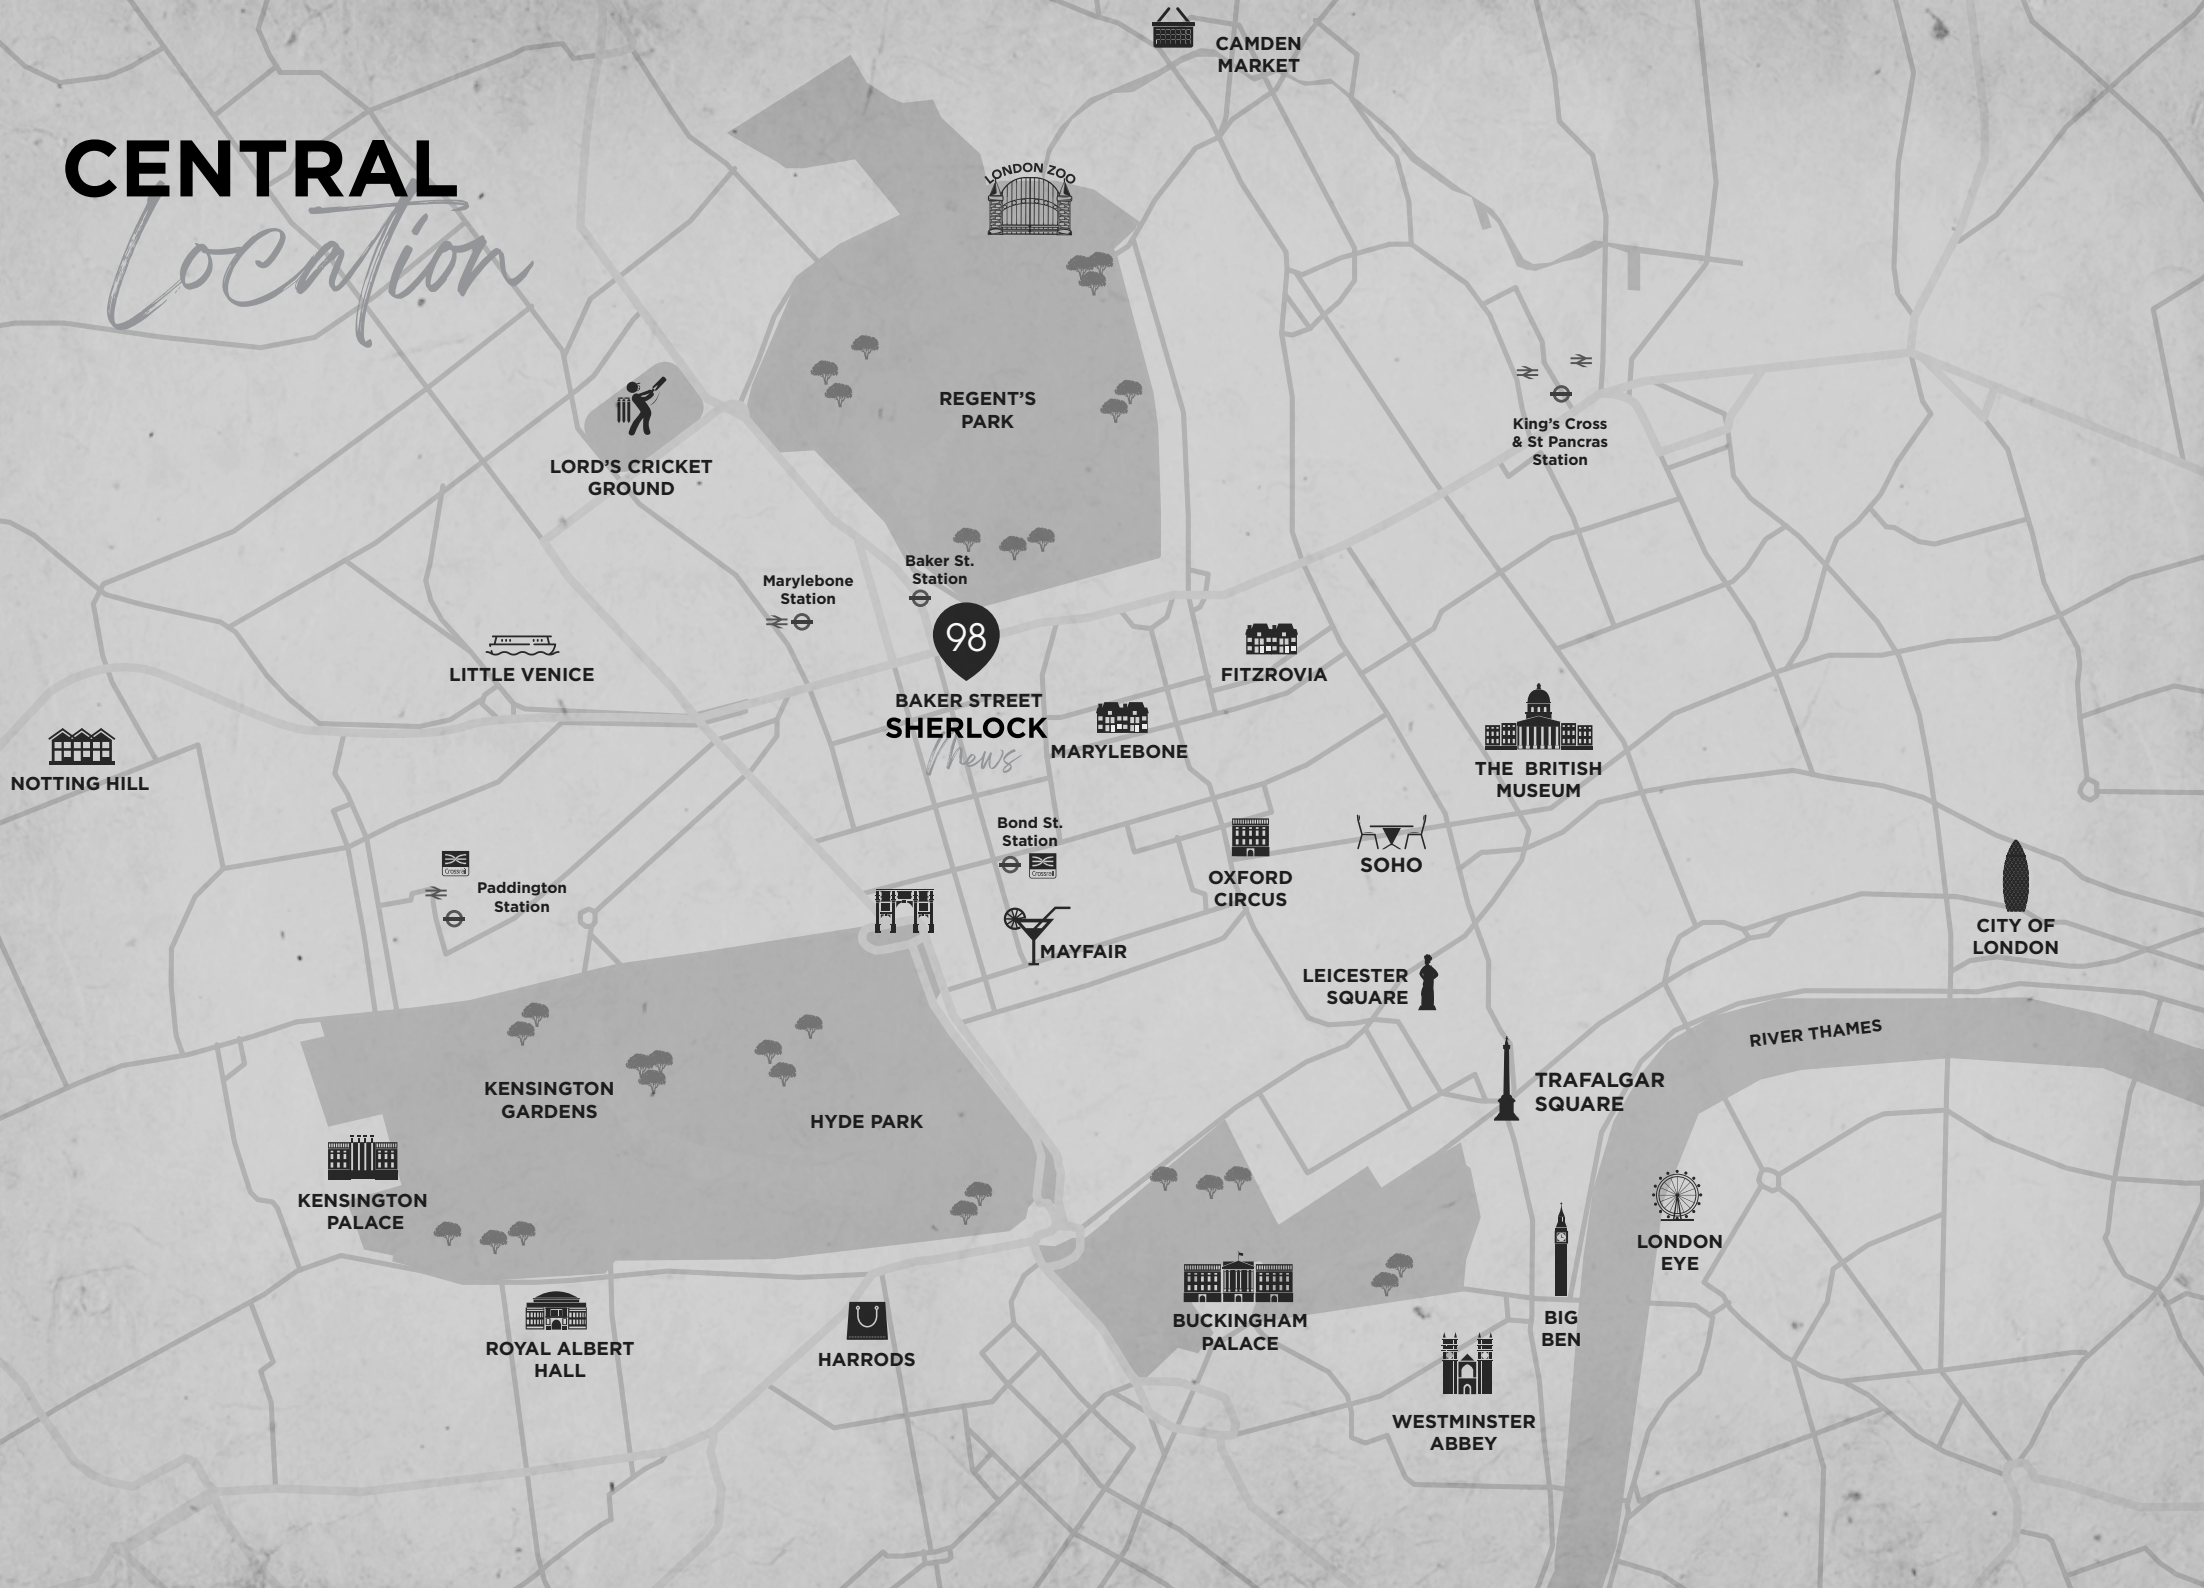 CAMDEN
MARKET
CENTRAL
Location
LONDON ZOO
REGENT'S
PARK
King's Cross
& St Pancras
Station
LORD'S CRICKET
GROUND
Baker St.
Station
Marylebone
Station
98
BAKER STREET
SHERLOCK
Mews
LITTLE VENICE
FITZROVIA
MARYLEBONE
NOTTING HILL
THE BRITISH
MUSEUM
Bond St.
Station
Crossrail
SOHO
OXFORD
CIRCUS
Crossrail
Paddington
Station
CITY OF
LONDON
MAYFAIR
LEICESTER
SQUARE
RIVER THAMES
KENSINGTON
GARDENS
HYDE PARK
TRAFALGAR
SQUARE
KENSINGTON
PALACE
LONDON
EYE
BUCKINGHAM
PALACE
BIG
BEN
ROYAL ALBERT
HALL
HARRODS
WESTMINSTER
ABBEY